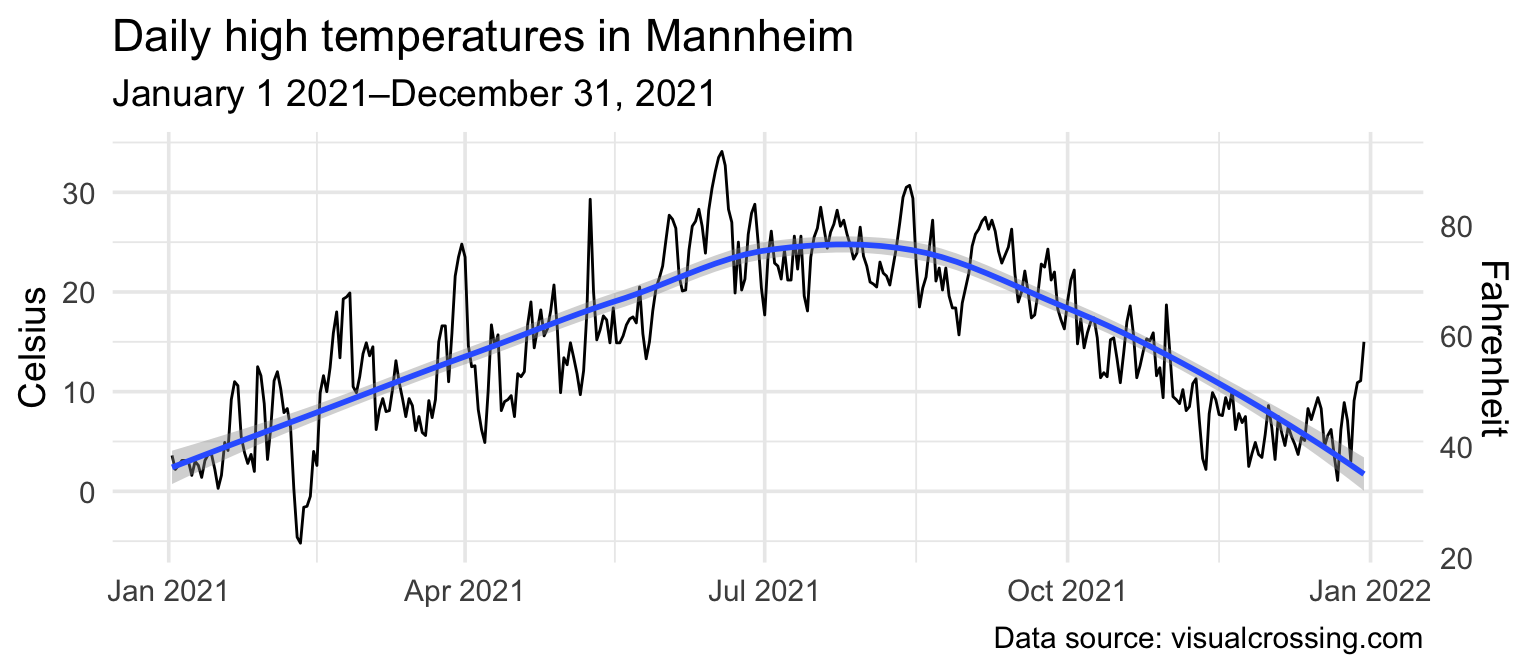 Daily high temperatures in Mannheim
January 1 2021–December 31, 2021
Celsius
30
20
10
0
80
60
40
20
Fahrenheit
Jan 2021
Apr 2021
Jul 2021
Oct 2021
Jan 2022
Data source: visualcrossing.com